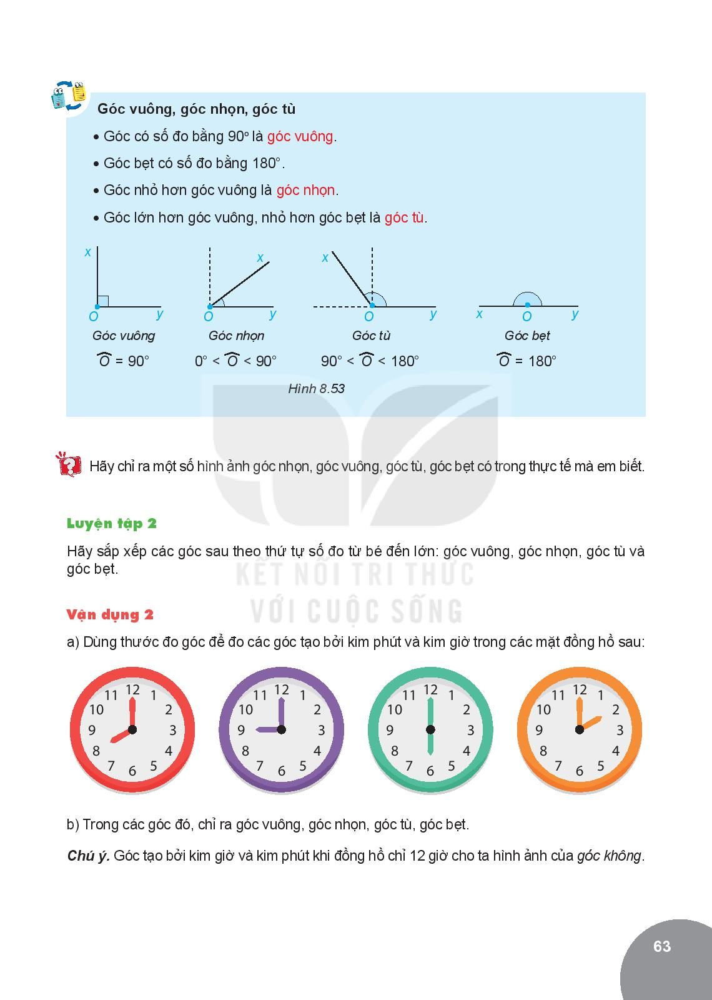 Góc vuông, góc nhọn, góc tù
• Góc có số đo bằng 90º là góc vuông.
• Góc bẹt có số đo bằng 180°.
• Góc nhỏ hơn góc vuông là góc nhọn.
• Góc lớn hơn góc vuông, nhỏ hơn góc bẹt là góc tù.
x O y x O y x O y x O y
Góc vuông Góc nhọn Góc tù Góc bẹt
Ô = 90° 0° < Ô < 90° 90° < Ô < 180° Ô = 180°
Hình 8.53
? Hãy chỉ ra một số hình ảnh góc nhọn, góc vuông, góc tù, góc bẹt có trong thực tế mà em biết.
Luyện tập 2
Hãy sắp xếp các góc sau theo thứ tự số đo từ bé đến lớn: góc vuông, góc nhọn, góc tù và
góc bẹt.
KẾT NỐI TRI THỨC
VỚI CUỘC SỐNG
Vận dụng 2
a) Dùng thước đo góc để đo các góc tạo bởi kim phút và kim giờ trong các mặt đồng hồ sau:
12 1 2 3 4 5 6 7 8 9 10 11
12 1 2 3 4 5 6 7 8 9 10 11
12 1 2 3 4 5 6 7 8 9 10 11
12 1 2 3 4 5 6 7 8 9 10 11
b) Trong các góc đó, chỉ ra góc vuông, góc nhọn, góc tù, góc bẹt.
Chú ý. Góc tạo bởi kim giờ và kim phút khi đồng hồ chỉ 12 giờ cho ta hình ảnh của góc không.
63